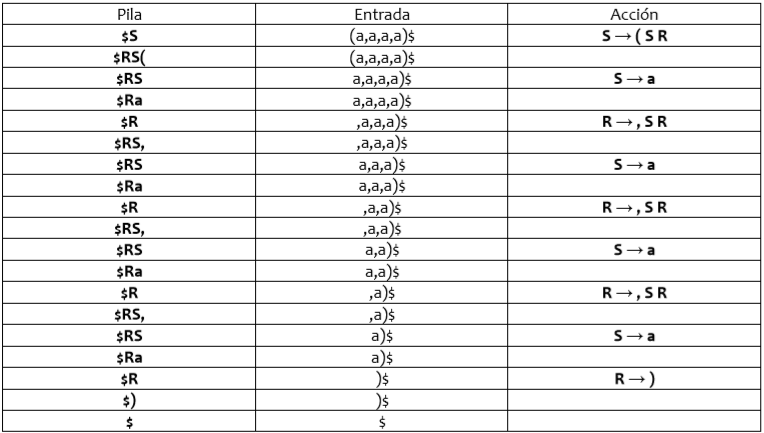 Pila Entrada Acción
$S (a,a,a,a)$ S → ( S R
$RS( (a,a,a,a)$
$RS a,a,a,a)$ S → a
$Ra a,a,a,a)$
$R ,a,a,a)$ R → , S R
$RS, ,a,a,a)$
$RS a,a,a)$ S → a
$Ra a,a,a)$
$R ,a,a)$ R → , S R
$RS, ,a,a)$
$RS a,a)$ S → a
$Ra a,a)$
$R ,a)$ R → , S R
$RS, ,a)$
$RS a)$ S → a
$Ra a)$
$R )$ R → )
$) )$
$ $